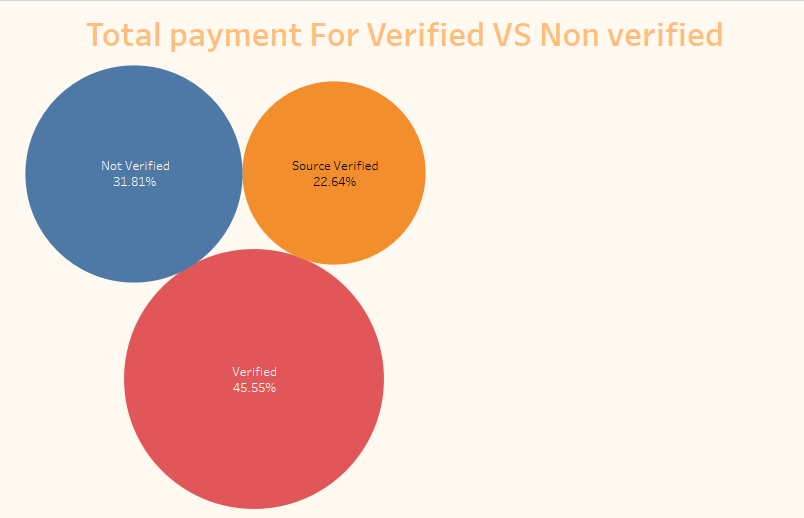 Total payment For Verified VS Non verified
Not Verified
31.81%
Source Verified
22.64%
Verified
45.55%